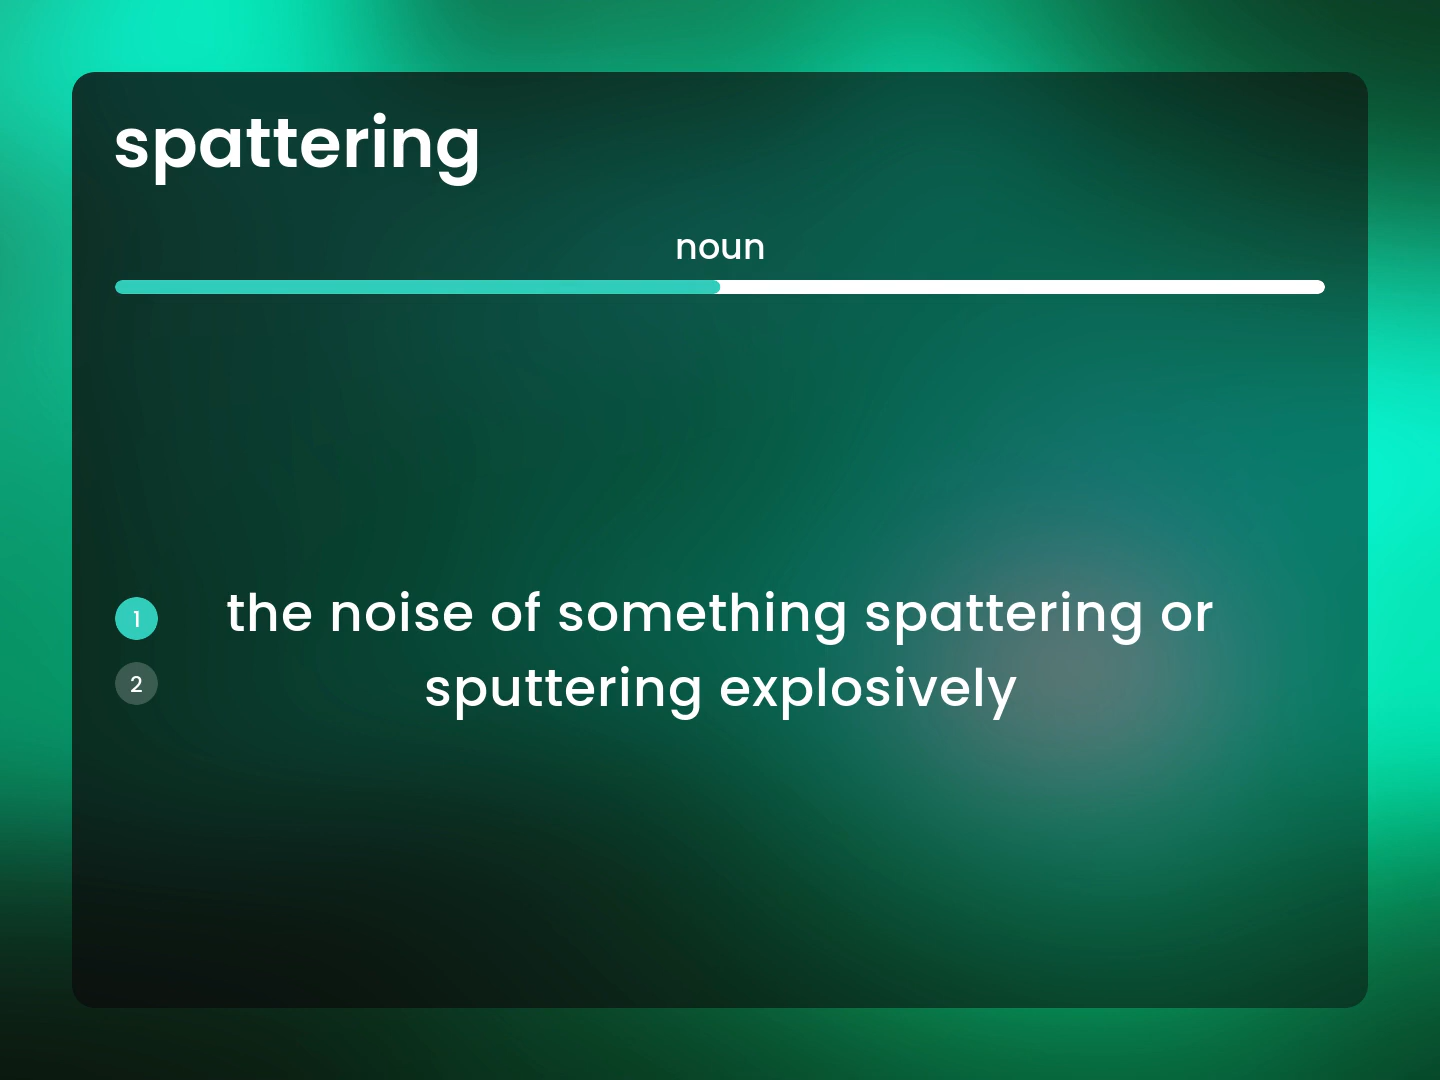 spattering
noun
1
the noise of something spattering or
2
sputtering explosively